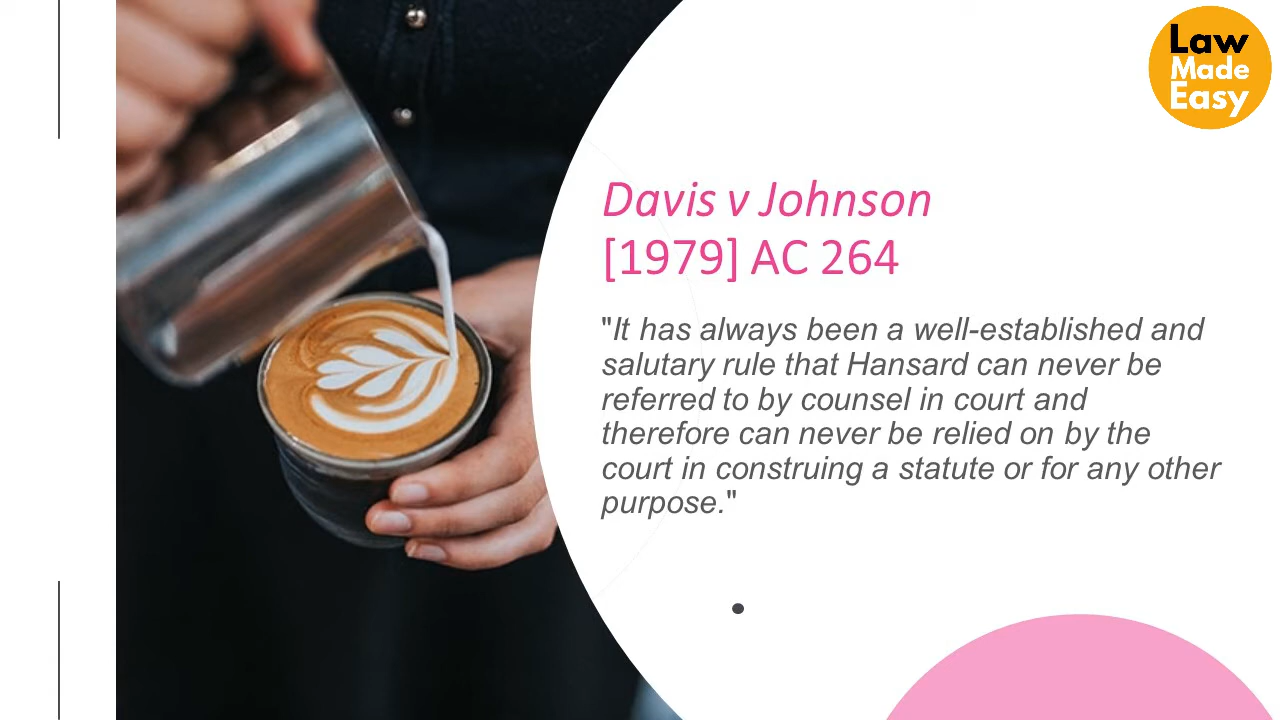 Law
Made
Easy
Davis v Johnson
[1979] AC 264
"It has always been a well-established and
salutary rule that Hansard can never be
referred to by counsel in court and
therefore can never be relied on by the
court in construing a statute or for any other
purpose."